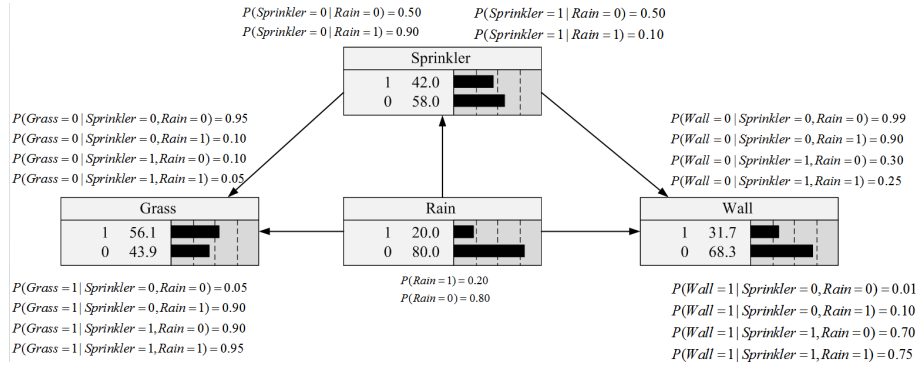 P(Sprinkler = 0 | Rain = 0) = 0.50
P(Sprinkler = 0 | Rain = 1) = 0.90
P(Sprinkler = 1 | Rain = 0) = 0.50
P(Sprinkler = 1 | Rain = 1) = 0.10
Sprinkler
1 42.0
0 58.0
P(Grass = 0 | Sprinkler = 0, Rain = 0) = 0.95
P(Grass = 0 | Sprinkler = 0, Rain = 1) = 0.10
P(Grass = 0 | Sprinkler = 1, Rain = 0) = 0.10
P(Grass = 0 | Sprinkler = 1, Rain = 1) = 0.05
P(Wall = 0 | Sprinkler = 0, Rain = 0) = 0.99
P(Wall = 0 | Sprinkler = 0, Rain = 1) = 0.90
P(Wall = 0 | Sprinkler = 1, Rain = 0) = 0.30
P(Wall = 0 | Sprinkler = 1, Rain = 1) = 0.25
Grass
1 56.1
0 43.9
Rain
1 20.0
0 80.0
Wall
1 31.7
0 68.3
P(Grass = 1 | Sprinkler = 0, Rain = 0) = 0.05
P(Grass = 1 | Sprinkler = 0, Rain = 1) = 0.90
P(Grass = 1 | Sprinkler = 1, Rain = 0) = 0.90
P(Grass = 1 | Sprinkler = 1, Rain = 1) = 0.95
P(Rain = 1) = 0.20
P(Rain = 0) = 0.80
P(Wall = 1 | Sprinkler = 0, Rain = 0) = 0.01
P(Wall = 1 | Sprinkler = 0, Rain = 1) = 0.10
P(Wall = 1 | Sprinkler = 1, Rain = 0) = 0.70
P(Wall = 1 | Sprinkler = 1, Rain = 1) = 0.75